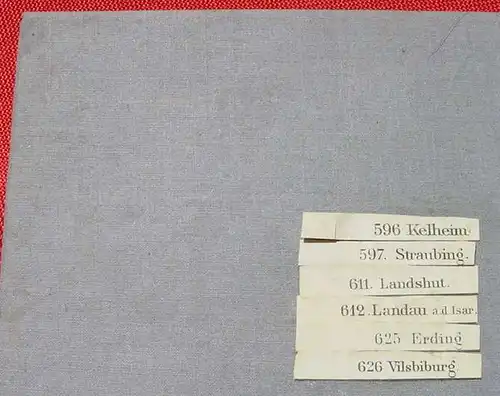 596 Kelheim.
597. Straubing.
611. Landshut.
612. Landau a.d. Isar.
625 Erding
626 Vilsbiburg.